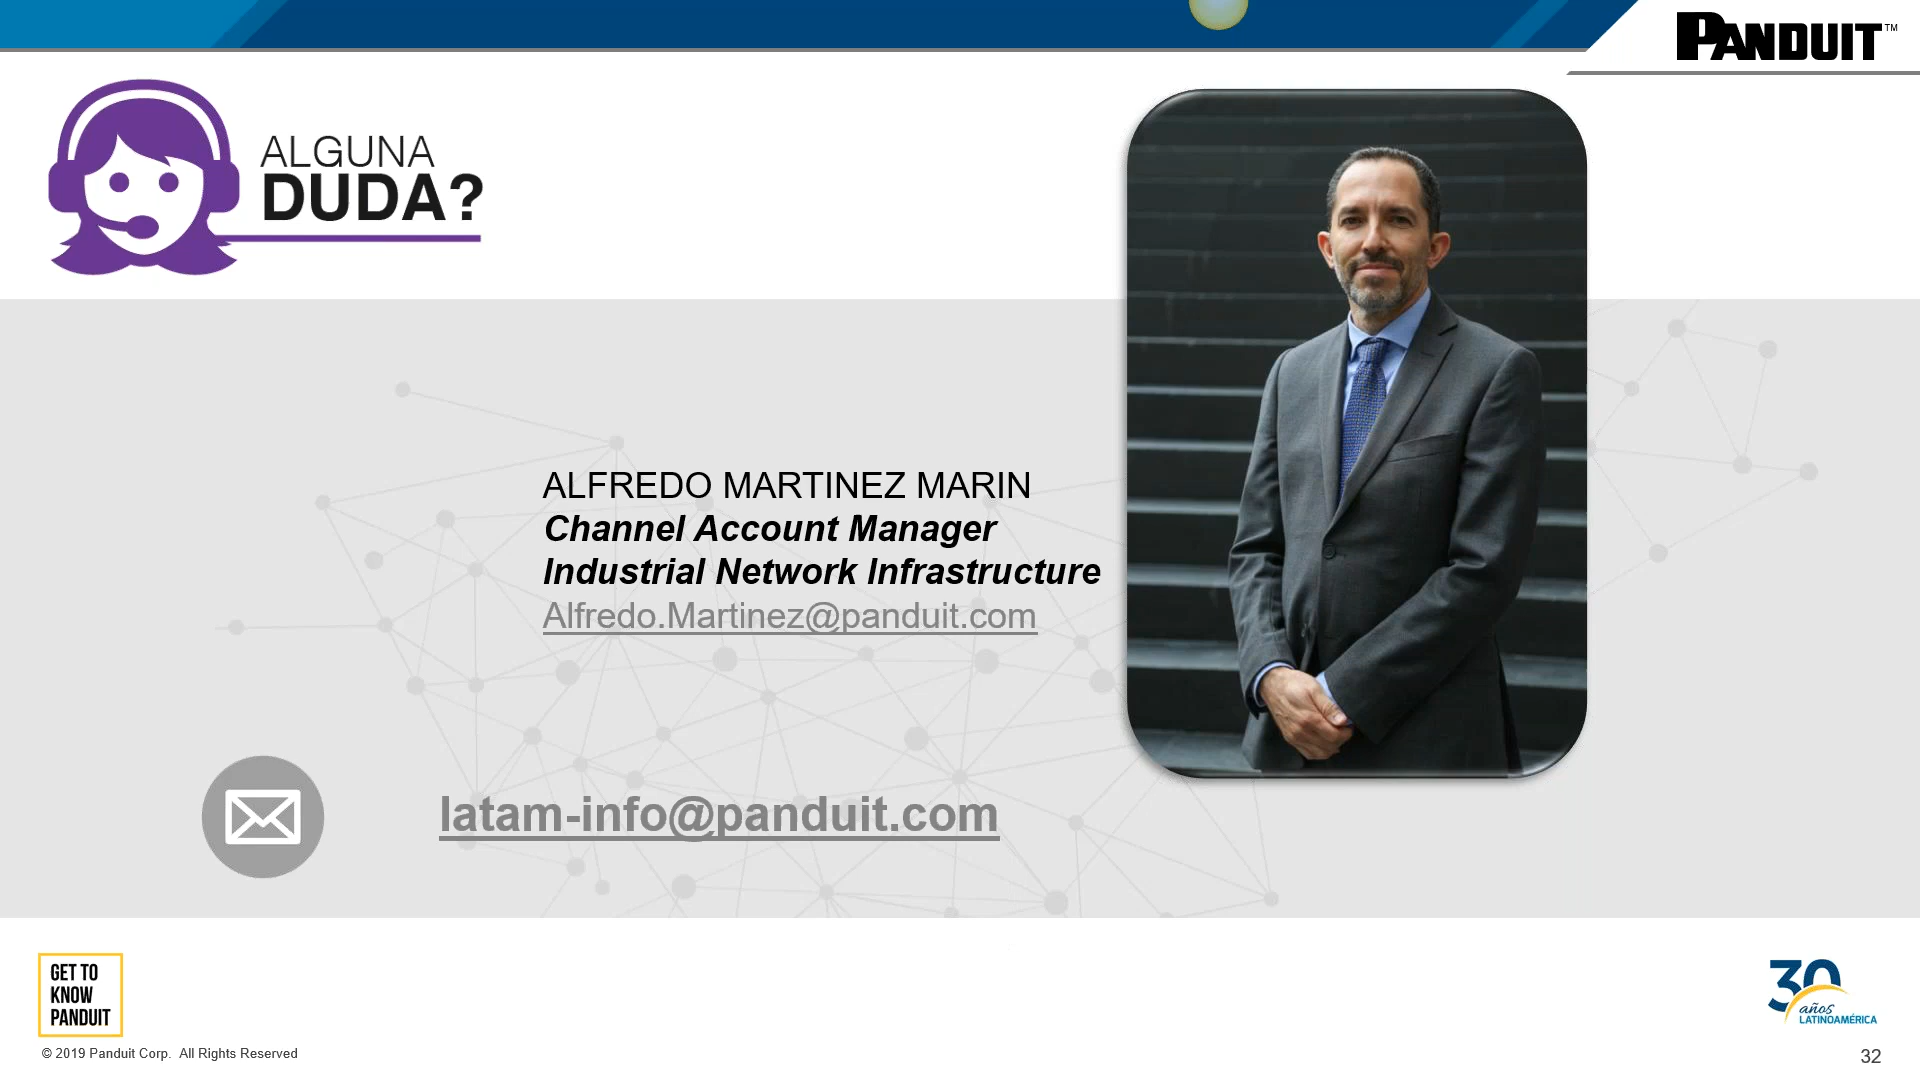 PANDUIT™
ALGUNA
DUDA?
ALFREDO MARTINEZ MARIN
Channel Account Manager
Industrial Network Infrastructure
Alfredo.Martinez@panduit.com
latam-info@panduit.com
GET TO
KNOW
PANDUIT
30
años
LATINOAMÉRICA
© 2019 Panduit Corp.  All Rights Reserved
32